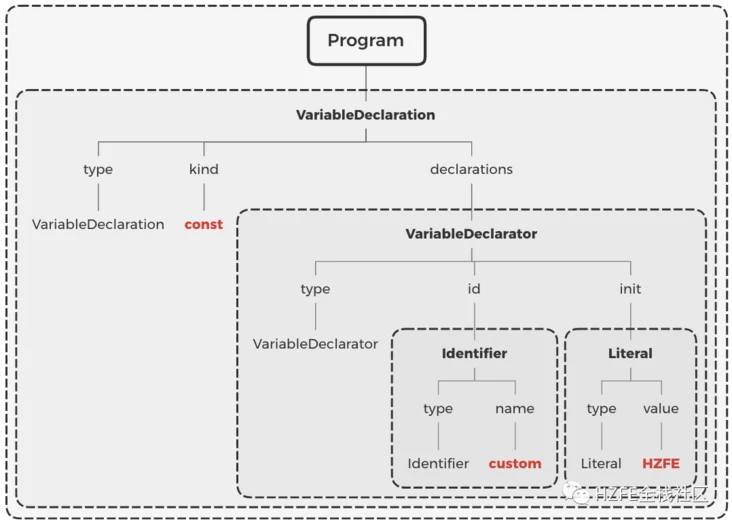 Program
VariableDeclaration
type kind declarations
VariableDeclaration const
VariableDeclarator
type id init
VariableDeclarator
Identifier Literal
type name type value
Identifier custom Literal HZFE
HZFE全栈社区